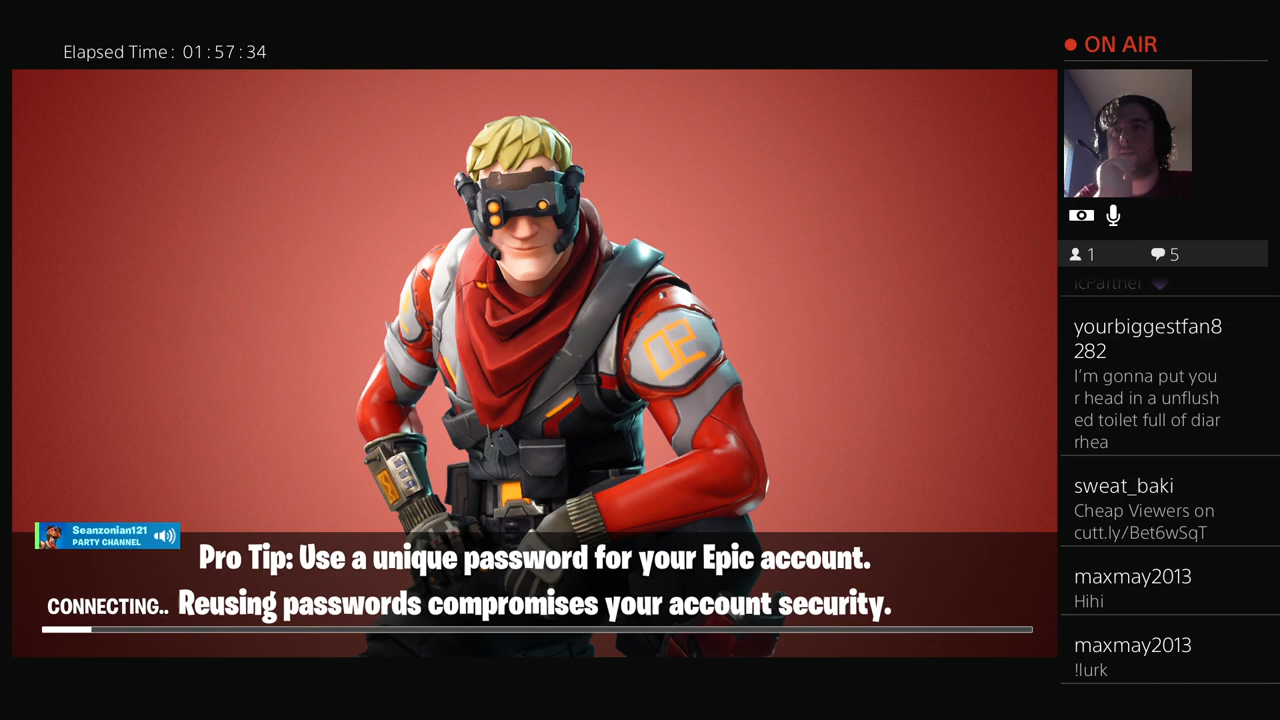 Elapsed Time: 01:57:34
ON AIR
1
5
icPartner
yourbiggestfan8
282
I'm gonna put you
r head in a unflush
ed toilet full of diar
rhea
sweat_baki
Cheap Viewers on
cutt.ly/Bet6wSqT
maxmay2013
Hihi
maxmay2013
!lurk
Seanzonian121
PARTY CHANNEL
Pro Tip: Use a unique password for your Epic account.
CONNECTING.. Reusing passwords compromises your account security.